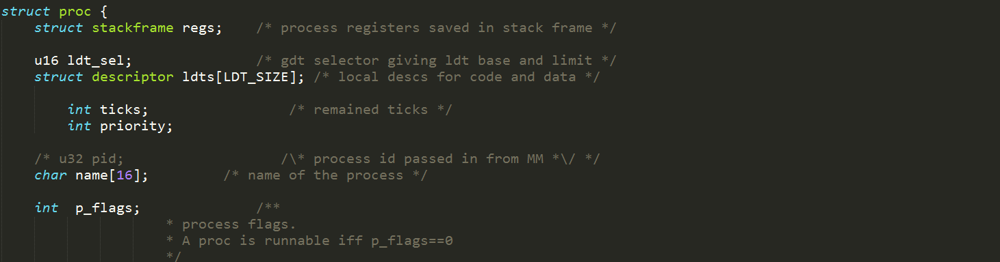 struct proc {
struct stackframe regs; /* process registers saved in stack frame */
u16 ldt_sel; /* gdt selector giving ldt base and limit */
struct descriptor ldts[LDT_SIZE]; /* local descs for code and data */
int ticks; /* remained ticks */
int priority;
/* u32 pid; /\* process id passed in from MM *\/ */
char name[16]; /* name of the process */
int p_flags; /**
* process flags.
* A proc is runnable iff p_flags==0
*/